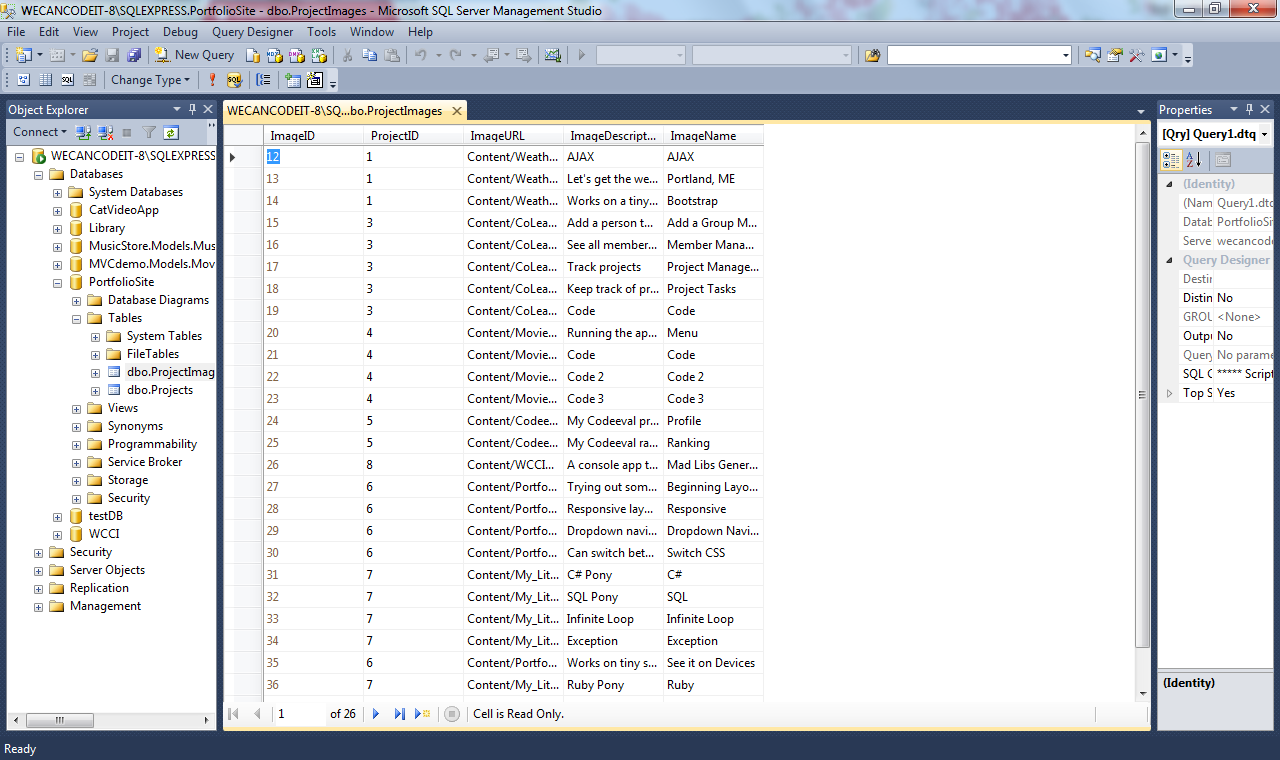 WECANCODEIT-8\SQLEXPRESS.PortfolioSite - dbo.ProjectImages - Microsoft SQL Server Management Studio
File Edit View Project Debug Query Designer Tools Window Help
New Query
Change Type
Object Explorer
Connect
WECANCODEIT-8\SQLEXPRESS
Databases
System Databases
CatVideoApp
Library
MusicStore.Models.Mus
MVCdemo.Models.Mov
PortfolioSite
Database Diagrams
Tables
System Tables
FileTables
dbo.ProjectImag
dbo.Projects
Views
Synonyms
Programmability
Service Broker
Storage
Security
testDB
WCCI
Security
Server Objects
Replication
Management
WECANCODEIT-8\SQ...bo.ProjectImages
ImageID ProjectID ImageURL ImageDescript... ImageName
12 1 Content/Weath... AJAX AJAX
13 1 Content/Weath... Let's get the we... Portland, ME
14 1 Content/Weath... Works on a tiny... Bootstrap
15 3 Content/CoLea... Add a person t... Add a Group M...
16 3 Content/CoLea... See all member... Member Mana...
17 3 Content/CoLea... Track projects Project Manage...
18 3 Content/CoLea... Keep track of pr... Project Tasks
19 3 Content/CoLea... Code Code
20 4 Content/Movie... Running the ap... Menu
21 4 Content/Movie... Code Code
22 4 Content/Movie... Code 2 Code 2
23 4 Content/Movie... Code 3 Code 3
24 5 Content/Codee... My Codeeval pr... Profile
25 5 Content/Codee... My Codeeval ra... Ranking
26 8 Content/WCCI... A console app t... Mad Libs Gener...
27 6 Content/Portfo... Trying out som... Beginning Layo...
28 6 Content/Portfo... Responsive lay... Responsive
29 6 Content/Portfo... Dropdown navi... Dropdown Navi...
30 6 Content/Portfo... Can switch bet... Switch CSS
31 7 Content/My_Lit... C# Pony C#
32 7 Content/My_Lit... SQL Pony SQL
33 7 Content/My_Lit... Infinite Loop Infinite Loop
34 7 Content/My_Lit... Exception Exception
35 6 Content/Portfo... Works on tiny s... See it on Devices
36 7 Content/My_Lit... Ruby Pony Ruby
1 of 26 Cell is Read Only.
Properties
[Qry] Query1.dtq
(Identity)
(Nam Query1.dtq
Datab PortfolioSit
Serve wecancode
Query Designer
Destin
Distin No
GROU <None>
Outpu No
Query No parame
SQL C ***** Script
Top S Yes
(Identity)
Ready